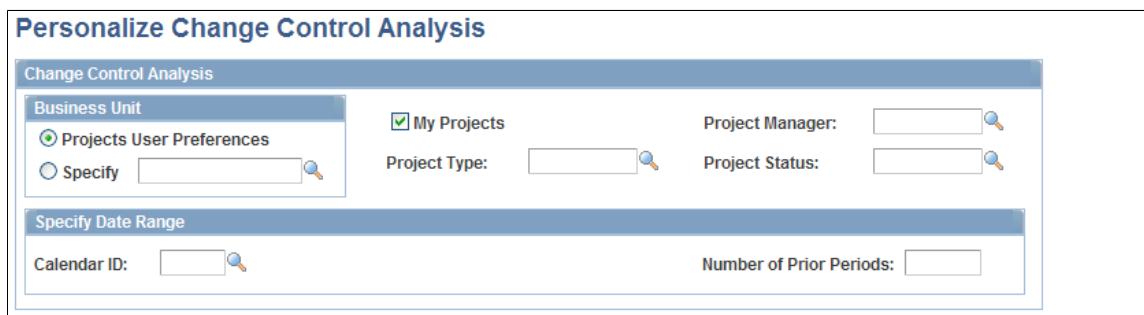 Personalize Change Control Analysis
Change Control Analysis
Business Unit
Projects User Preferences
Specify
My Projects
Project Manager:
Project Type:
Project Status:
Specify Date Range
Calendar ID:
Number of Prior Periods: